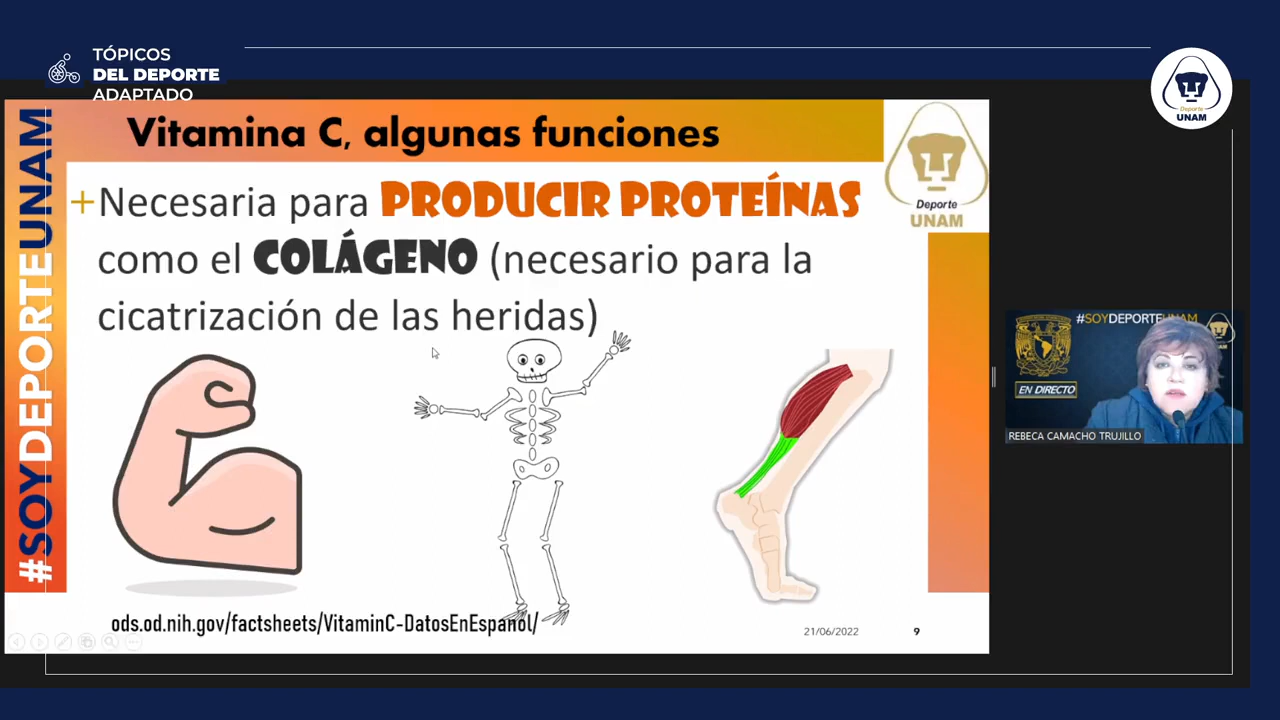 TÓPICOS
DEL DEPORTE
ADAPTADO
Deporte
UNAM
#SOYDEPORTEUNAM
Vitamina C, algunas funciones
Deporte
UNAM
+Necesaria para PRODUCIR PROTEÍNAS
como el COLÁGENO (necesario para la
cicatrización de las heridas)
#SOYDEPORTEUNAM
EN DIRECTO
REBECA CAMACHO TRUJILLO
ods.od.nih.gov/factsheets/VitaminC-DatosEnEspanol/
21/06/2022
9